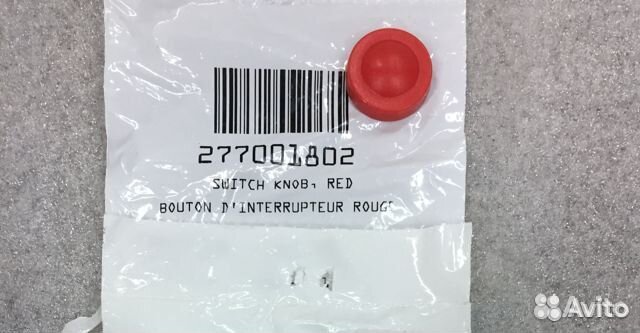 277001802
SWITCH KNOB, RED
BOUTON D'INTERRUPTEUR ROUGE
Avito